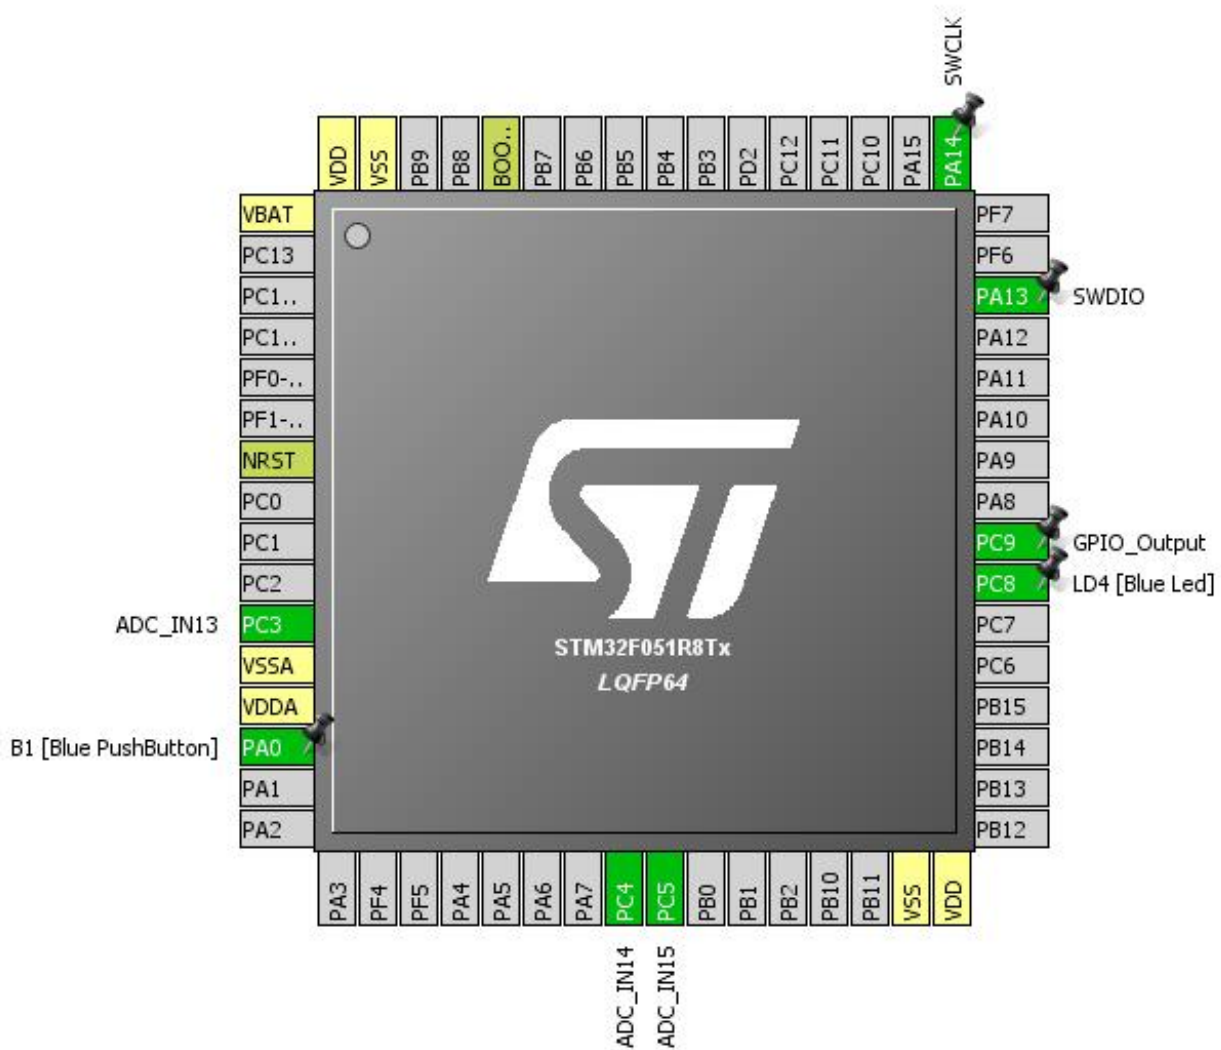 SWCLK
VDD
VSS
PB9
PB8
BOO..
PB7
PB6
PB5
PB4
PB3
PD2
PC12
PC11
PC10
PA15
PA14
VBAT
PC13
PC1..
PC1..
PF0-..
PF1-..
NRST
PC0
PC1
PC2
ADC_IN13 PC3
VSSA
VDDA
B1 [Blue PushButton] PA0
PA1
PA2
STM32F051R8Tx
LQFP64
PF7
PF6
PA13 SWDIO
PA12
PA11
PA10
PA9
PA8
PC9 GPIO_Output
PC8 LD4 [Blue Led]
PC7
PC6
PB15
PB14
PB13
PB12
PA3
PF4
PF5
PA4
PA5
PA6
PA7
PC4
PC5
PB0
PB1
PB2
PB10
PB11
VSS
VDD
ADC_IN14
ADC_IN15